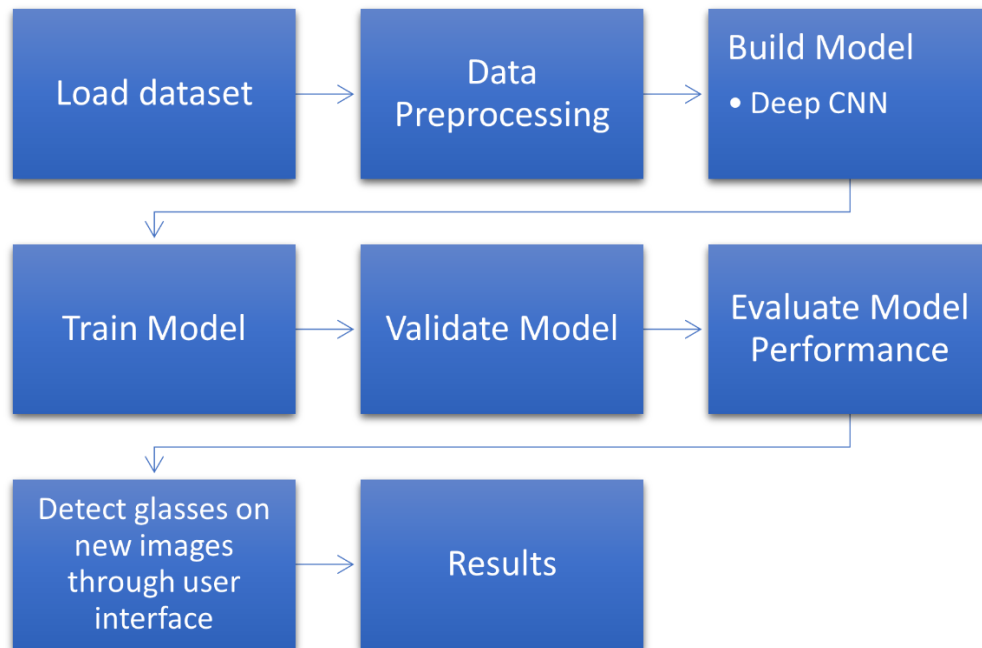 Load dataset
Data
Preprocessing
Build Model
• Deep CNN
Train Model
Validate Model
Evaluate Model
Performance
Detect glasses on
new images
through user
interface
Results